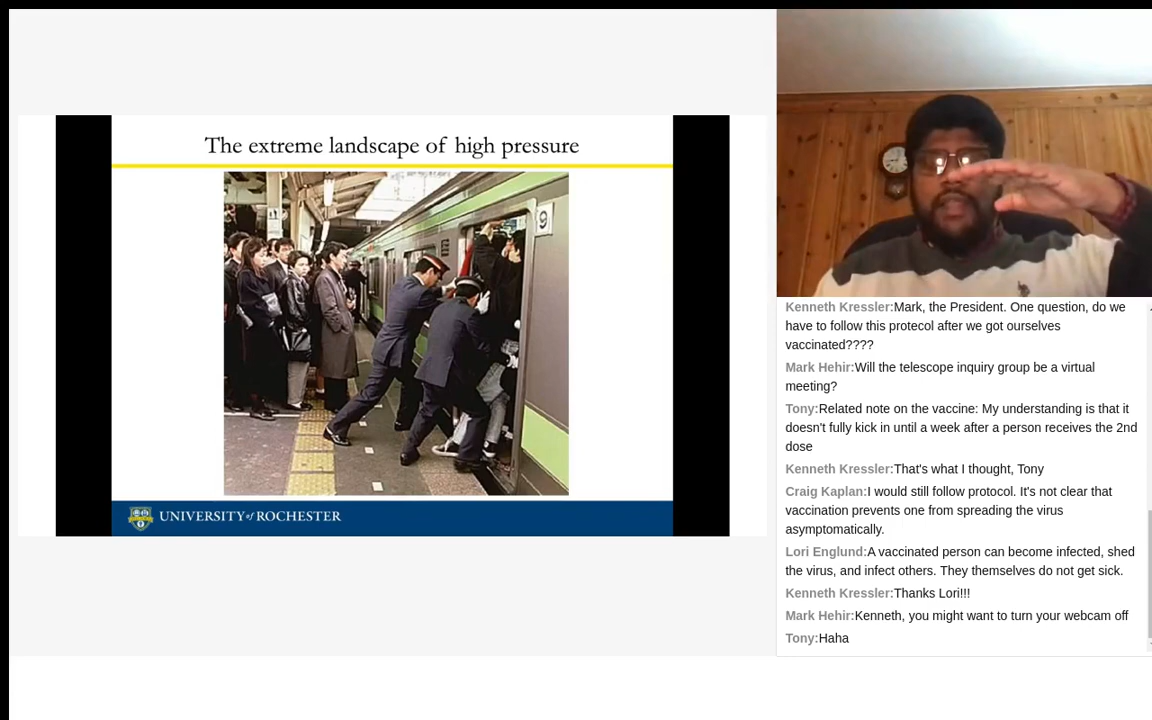 The extreme landscape of high pressure
9
UNIVERSITY of ROCHESTER
Kenneth Kressler:Mark, the President. One question, do we
have to follow this protecol after we got ourselves
vaccinated????
Mark Hehir:Will the telescope inquiry group be a virtual
meeting?
Tony:Related note on the vaccine: My understanding is that it
doesn't fully kick in until a week after a person receives the 2nd
dose
Kenneth Kressler:That's what I thought, Tony
Craig Kaplan:I would still follow protocol. It's not clear that
vaccination prevents one from spreading the virus
asymptomatically.
Lori Englund:A vaccinated person can become infected, shed
the virus, and infect others. They themselves do not get sick.
Kenneth Kressler:Thanks Lori!!!
Mark Hehir:Kenneth, you might want to turn your webcam off
Tony:Haha